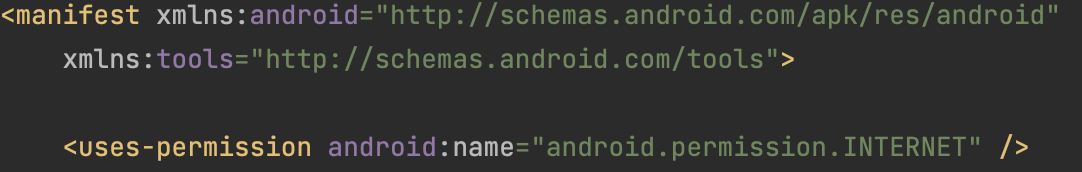 <manifest xmlns:android="http://schemas.android.com/apk/res/android"
xmlns:tools="http://schemas.android.com/tools">
<uses-permission android:name="android.permission.INTERNET" />